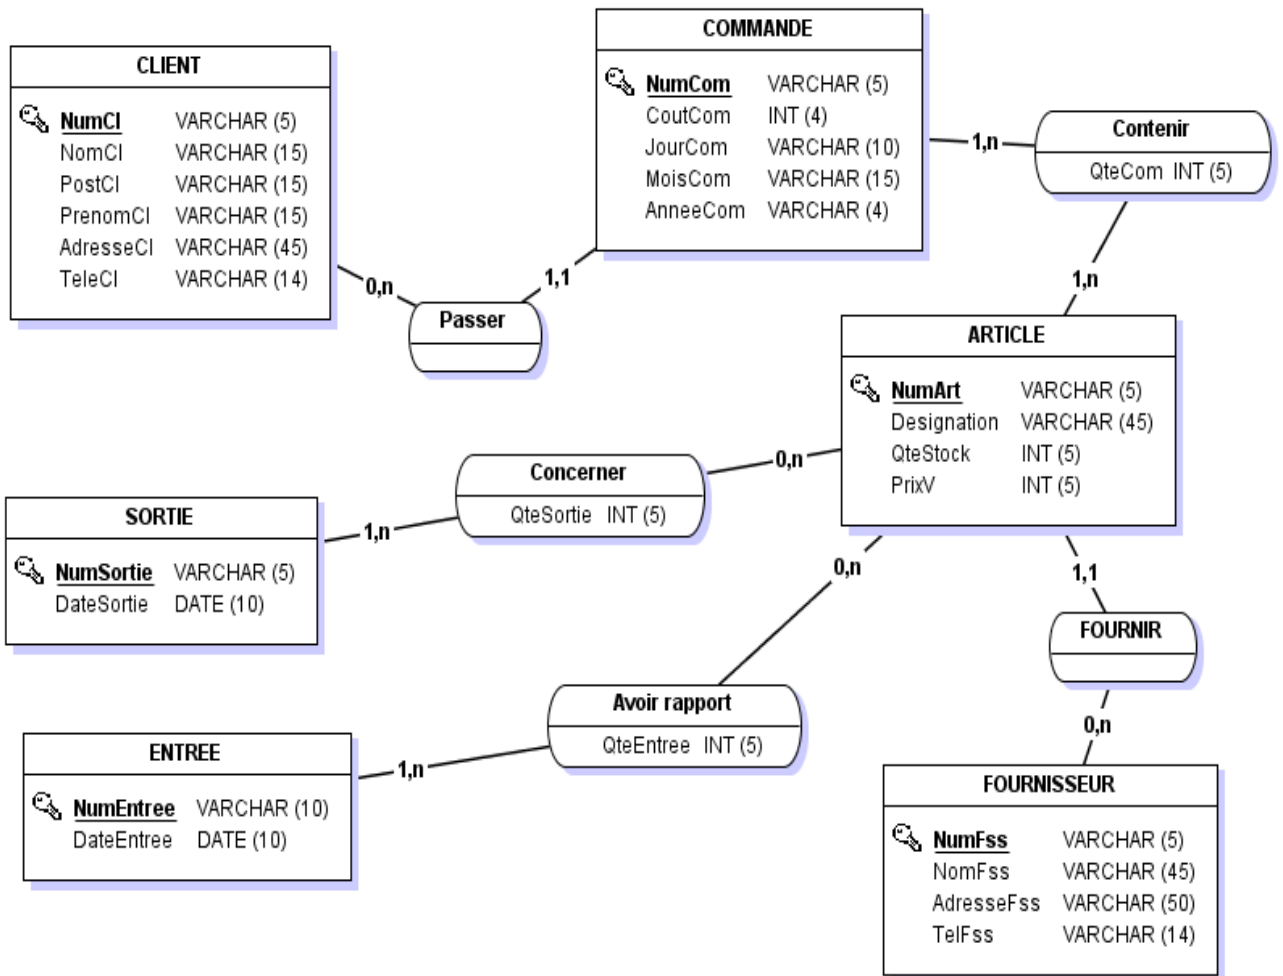 CLIENT
NumCl VARCHAR (5)
NomCl VARCHAR (15)
PostCl VARCHAR (15)
PrenomCl VARCHAR (15)
AdresseCl VARCHAR (45)
TeleCl VARCHAR (14)
COMMANDE
NumCom VARCHAR (5)
CoutCom INT (4)
JourCom VARCHAR (10)
MoisCom VARCHAR (15)
AnneeCom VARCHAR (4)
1,n
Contenir
QteCom INT (5)
0,n
1,1
Passer
1,n
ARTICLE
NumArt VARCHAR (5)
Designation VARCHAR (45)
QteStock INT (5)
PrixV INT (5)
0,n
Concerner
QteSortie INT (5)
1,n
SORTIE
NumSortie VARCHAR (5)
DateSortie DATE (10)
0,n
1,1
FOURNIR
Avoir rapport
QteEntree INT (5)
1,n
0,n
ENTREE
NumEntree VARCHAR (10)
DateEntree DATE (10)
FOURNISSEUR
NumFss VARCHAR (5)
NomFss VARCHAR (45)
AdresseFss VARCHAR (50)
TelFss VARCHAR (14)